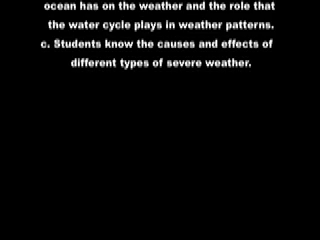 ocean has on the weather and the role that
the water cycle plays in weather patterns.
c. Students know the causes and effects of
different types of severe weather.